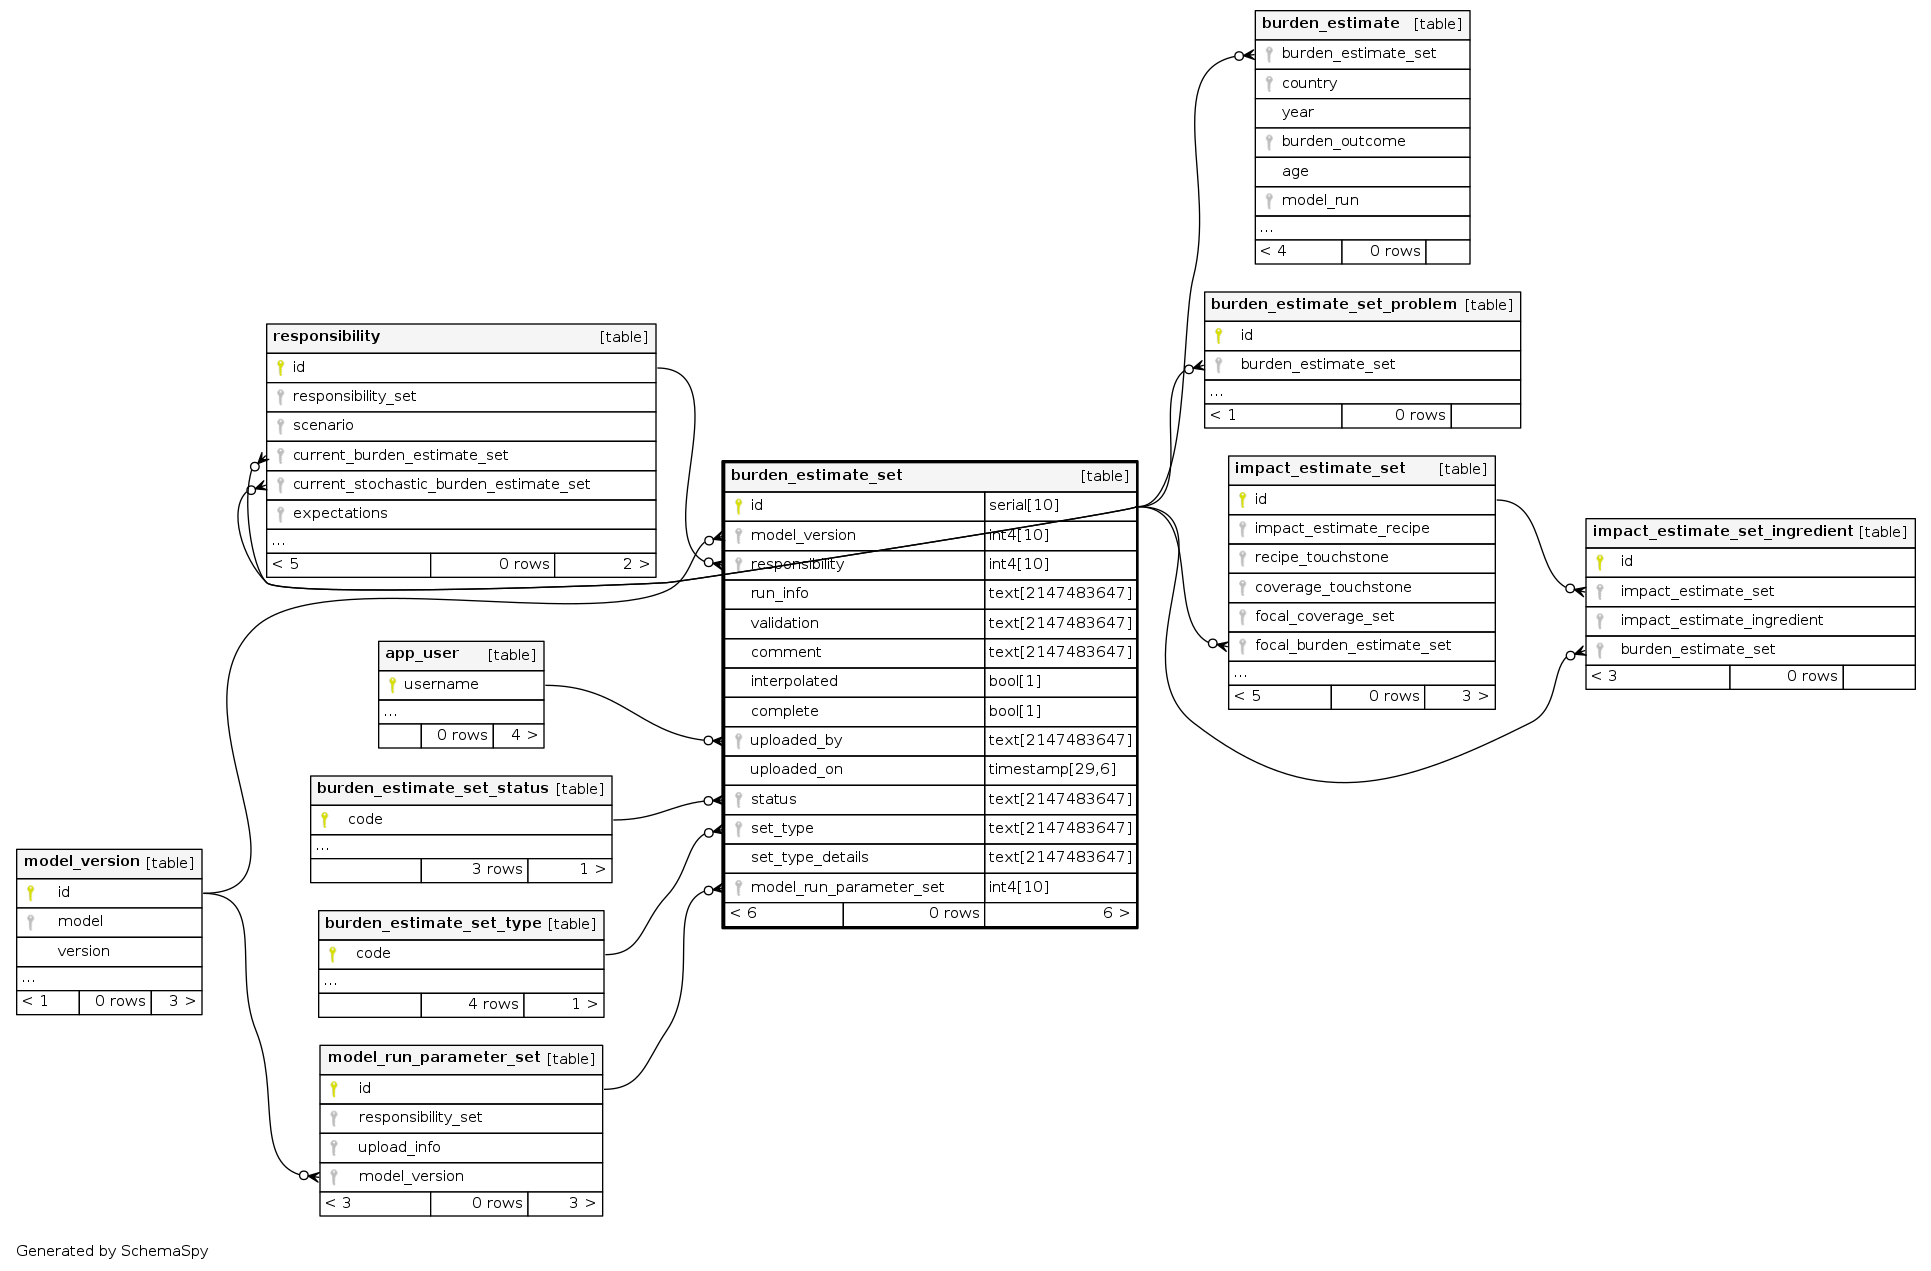 burden_estimate [table]
burden_estimate_set
country
year
burden_outcome
age
model_run
...
< 4 0 rows
burden_estimate_set_problem [table]
id
burden_estimate_set
...
< 1 0 rows
responsibility [table]
id
responsibility_set
scenario
current_burden_estimate_set
current_stochastic_burden_estimate_set
expectations
...
< 5 0 rows 2 >
burden_estimate_set [table]
id serial[10]
model_version int4[10]
responsibility int4[10]
run_info text[2147483647]
validation text[2147483647]
comment text[2147483647]
interpolated bool[1]
complete bool[1]
uploaded_by text[2147483647]
uploaded_on timestamp[29,6]
status text[2147483647]
set_type text[2147483647]
set_type_details text[2147483647]
model_run_parameter_set int4[10]
< 6 0 rows 6 >
impact_estimate_set [table]
id
impact_estimate_recipe
recipe_touchstone
coverage_touchstone
focal_coverage_set
focal_burden_estimate_set
...
< 5 0 rows 3 >
impact_estimate_set_ingredient [table]
id
impact_estimate_set
impact_estimate_ingredient
burden_estimate_set
< 3 0 rows
app_user [table]
username
...
0 rows 4 >
burden_estimate_set_status [table]
code
...
3 rows 1 >
model_version [table]
id
model
version
...
< 1 0 rows 3 >
burden_estimate_set_type [table]
code
...
4 rows 1 >
model_run_parameter_set [table]
id
responsibility_set
upload_info
model_version
< 3 0 rows 3 >
Generated by SchemaSpy